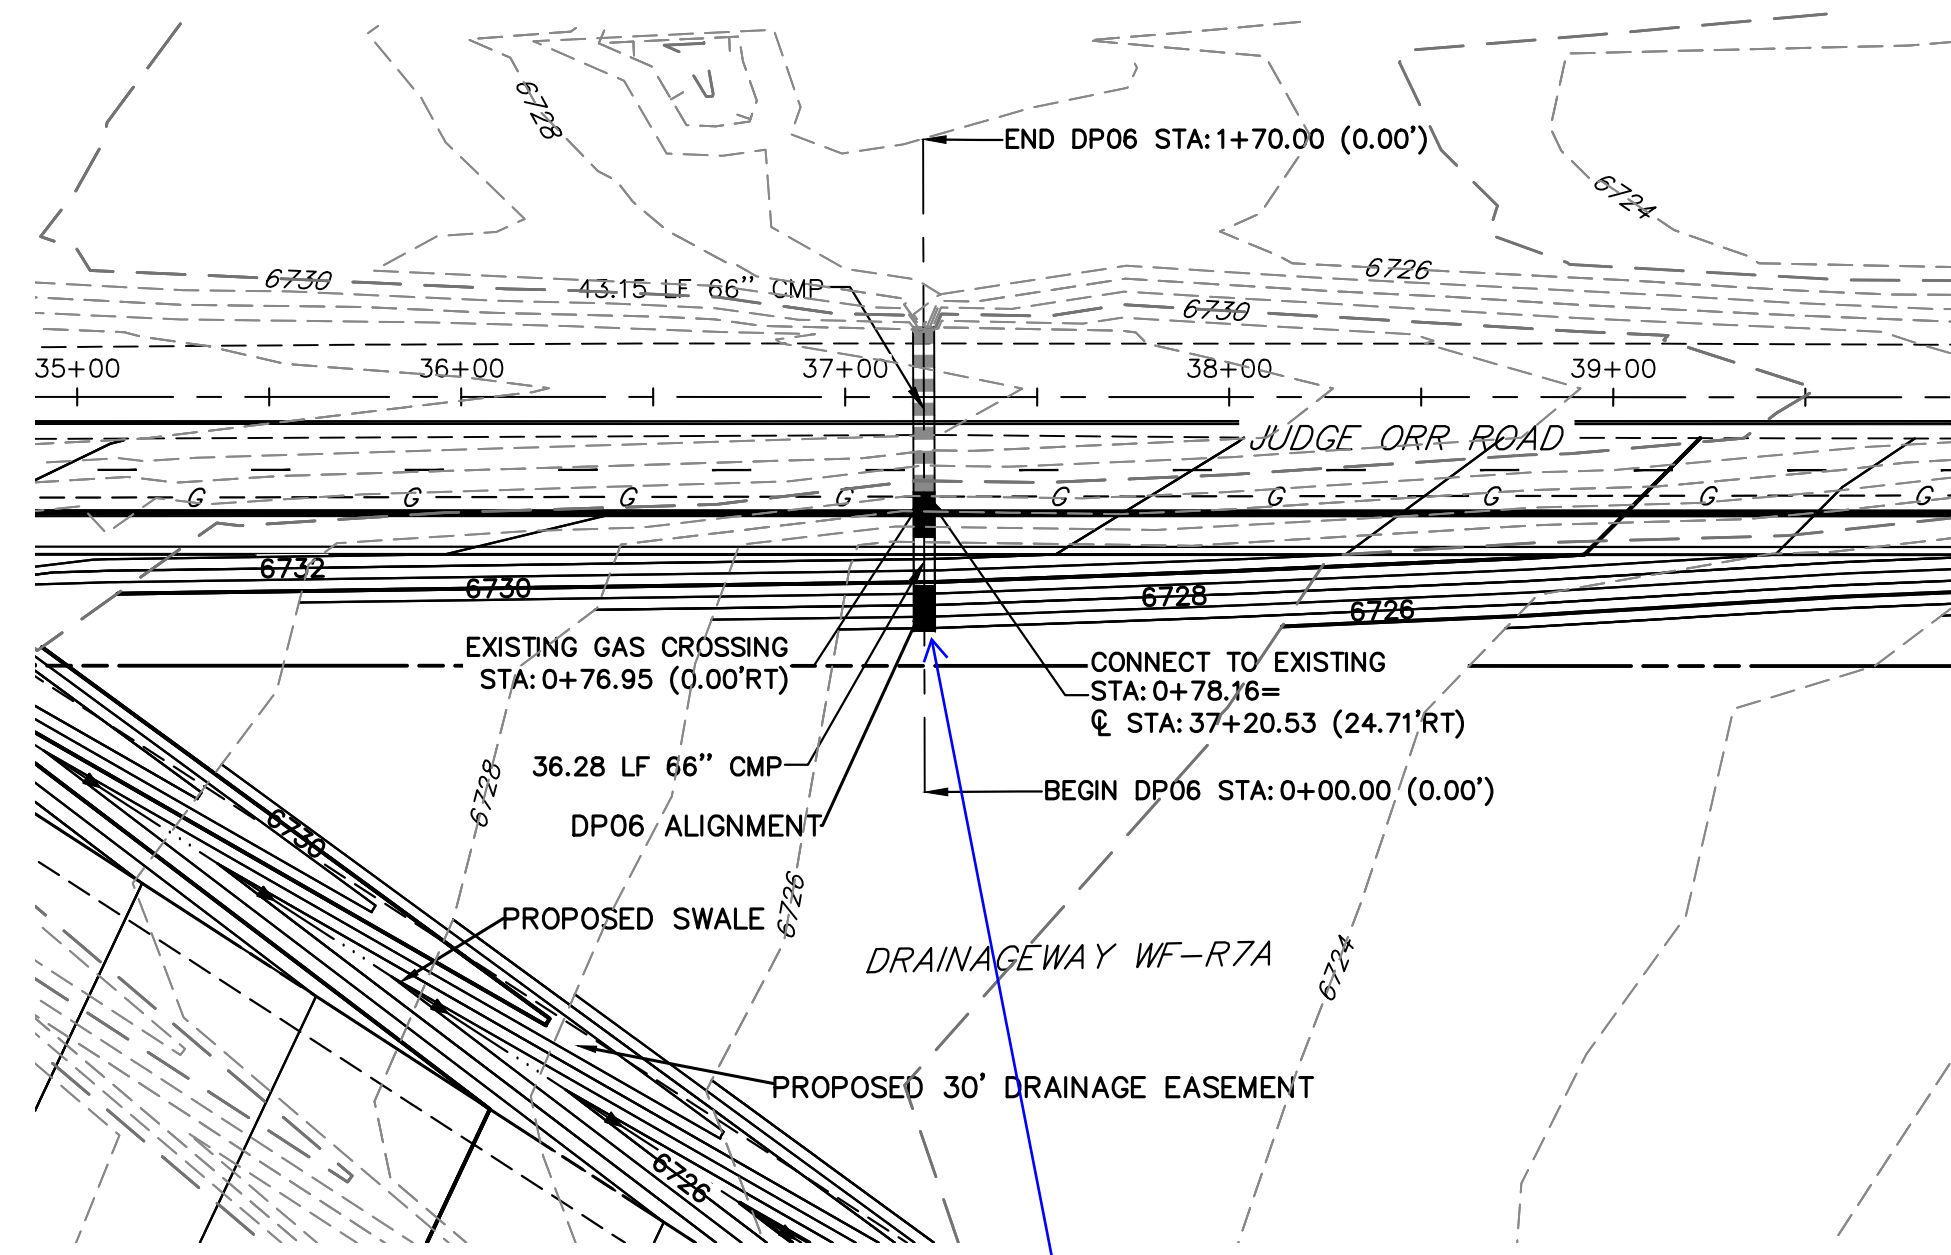 6728
END DP06 STA:1+70.00 (0.00')
6724
6730
43.15 LF 66" CMP
6726
6730
35+00
36+00
37+00
38+00
39+00
JUDGE ORR ROAD
G G G G G G G G G
6732
6730
6728
6726
EXISTING GAS CROSSING
STA:0+76.95 (0.00'RT)
CONNECT TO EXISTING
STA:0+78.16=
℄ STA:37+20.53 (24.71'RT)
36.28 LF 66" CMP
BEGIN DP06 STA:0+00.00 (0.00')
6728
DP06 ALIGNMENT
6730
6726
PROPOSED SWALE
DRAINAGEWAY WF-R7A
6724
PROPOSED 30' DRAINAGE EASEMENT
6726